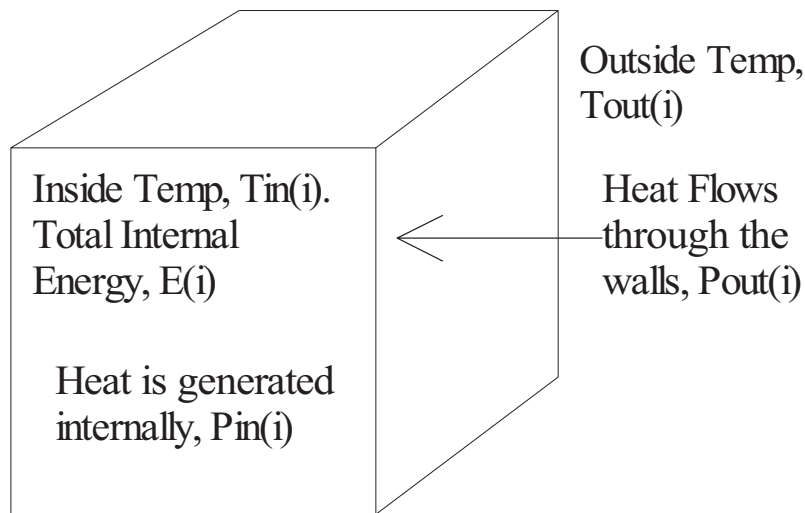 Outside Temp,
Tout(i)
Inside Temp, Tin(i).
Total Internal
Energy, E(i)
Heat Flows
through the
walls, Pout(i)
Heat is generated
internally, Pin(i)